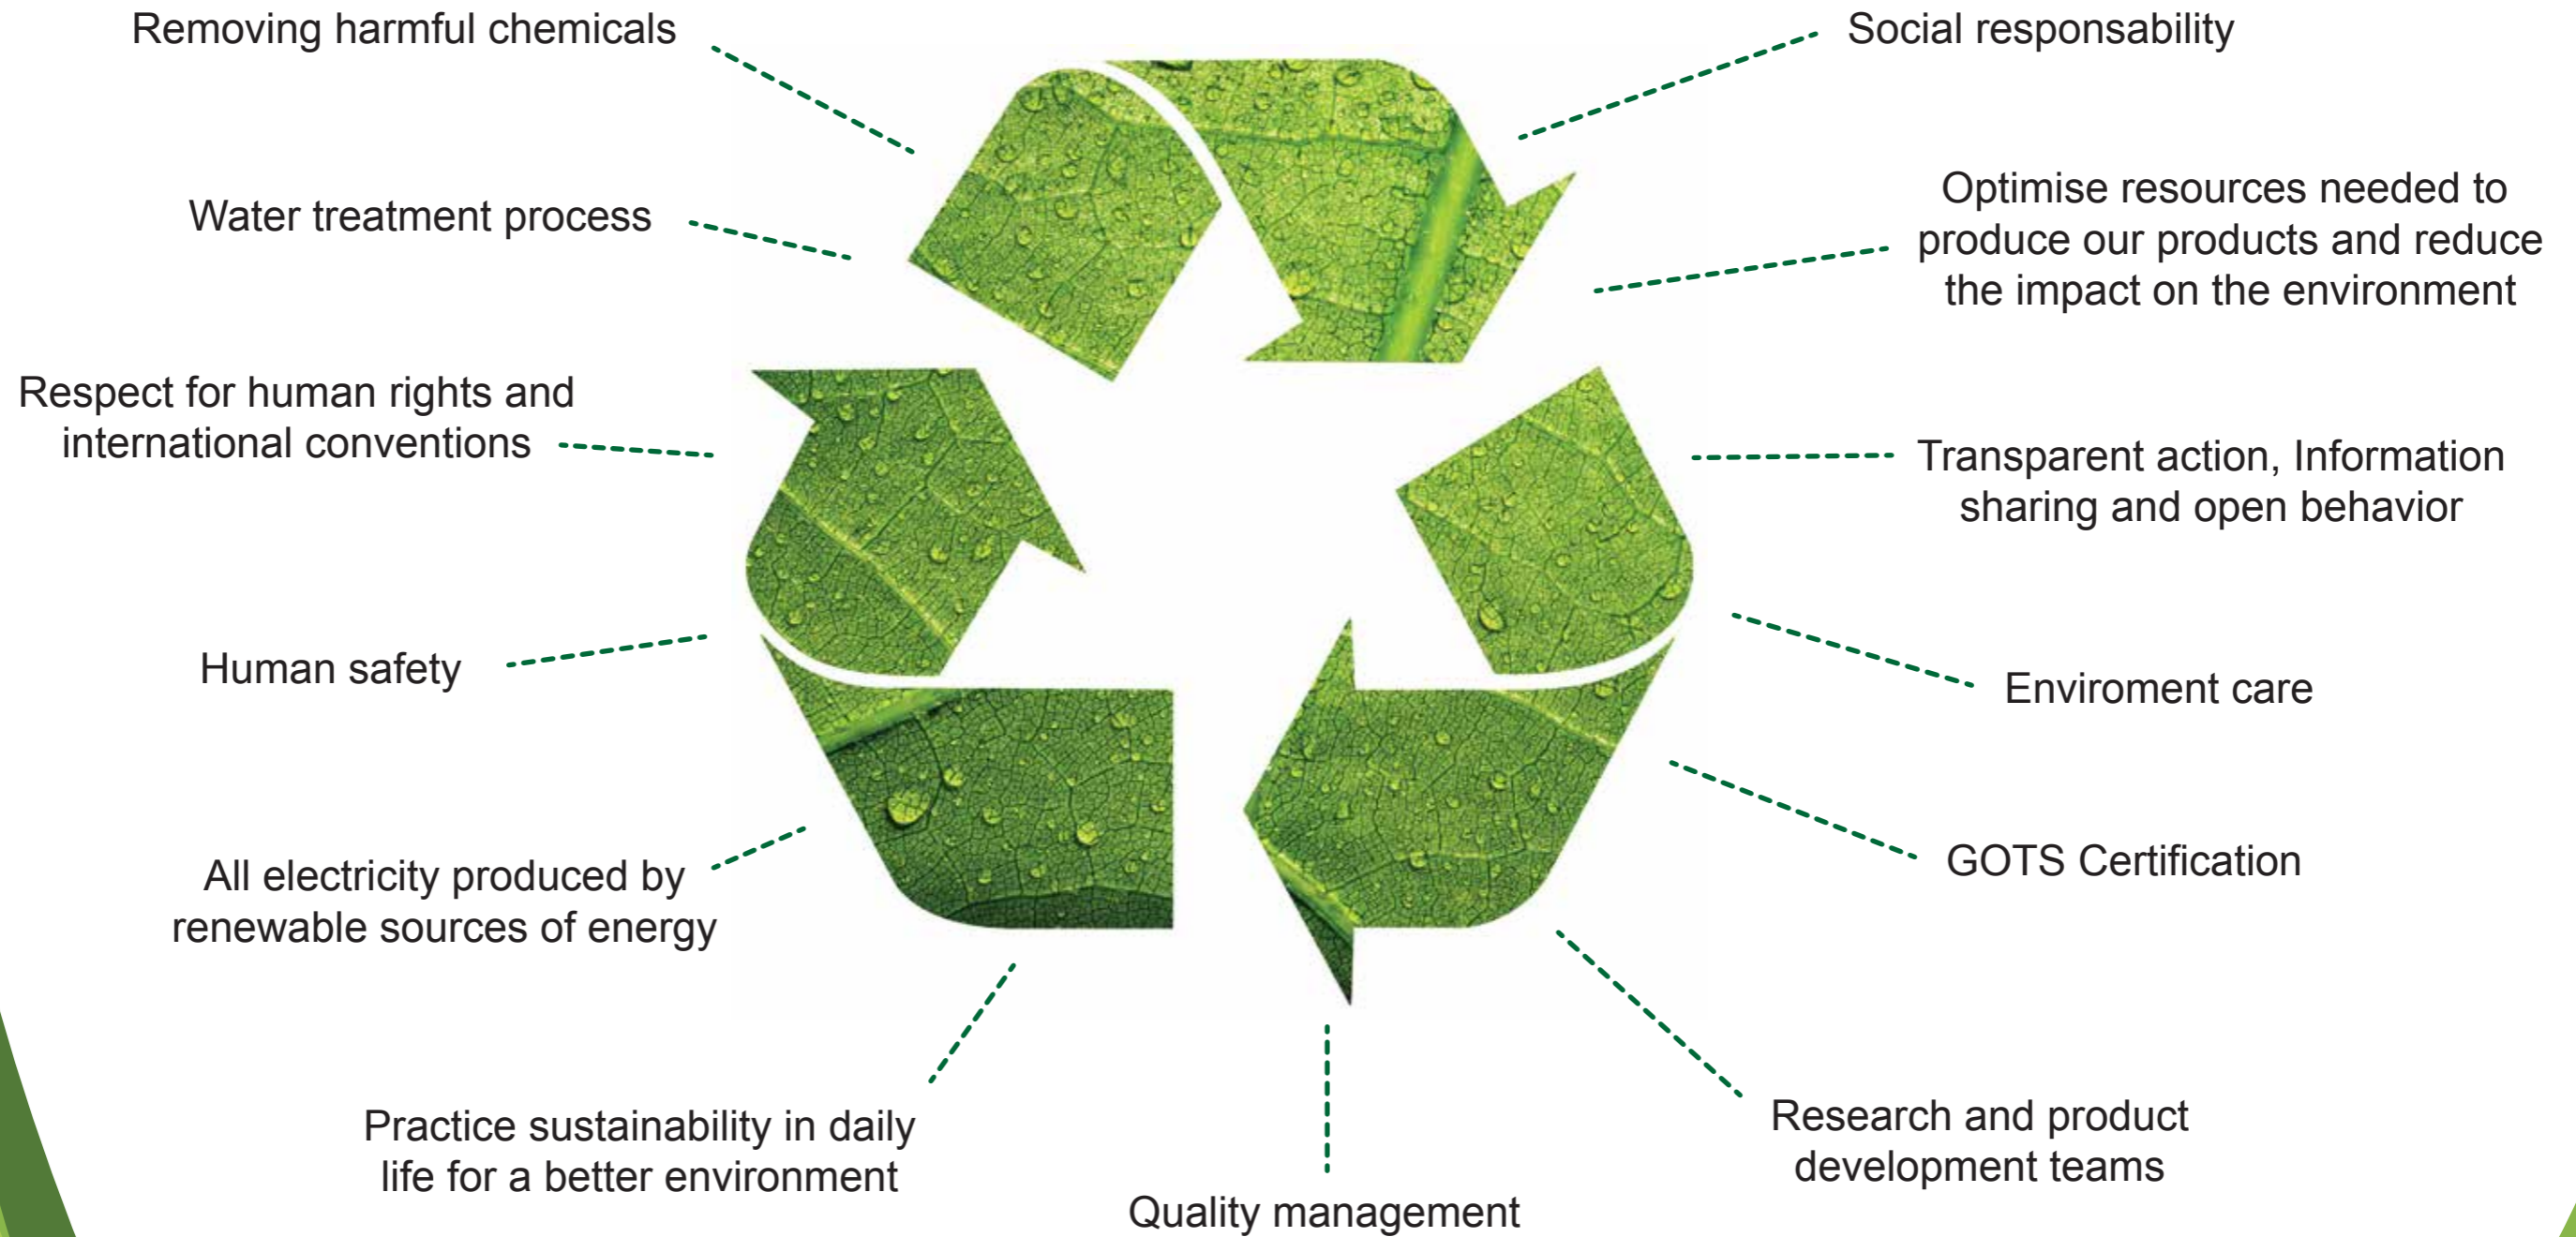 Removing harmful chemicals
Social responsability
Water treatment process
Optimise resources needed to
produce our products and reduce
the impact on the environment
Respect for human rights and
international conventions
Transparent action, Information
sharing and open behavior
Human safety
Enviroment care
All electricity produced by
renewable sources of energy
GOTS Certification
Practice sustainability in daily
life for a better environment
Research and product
development teams
Quality management